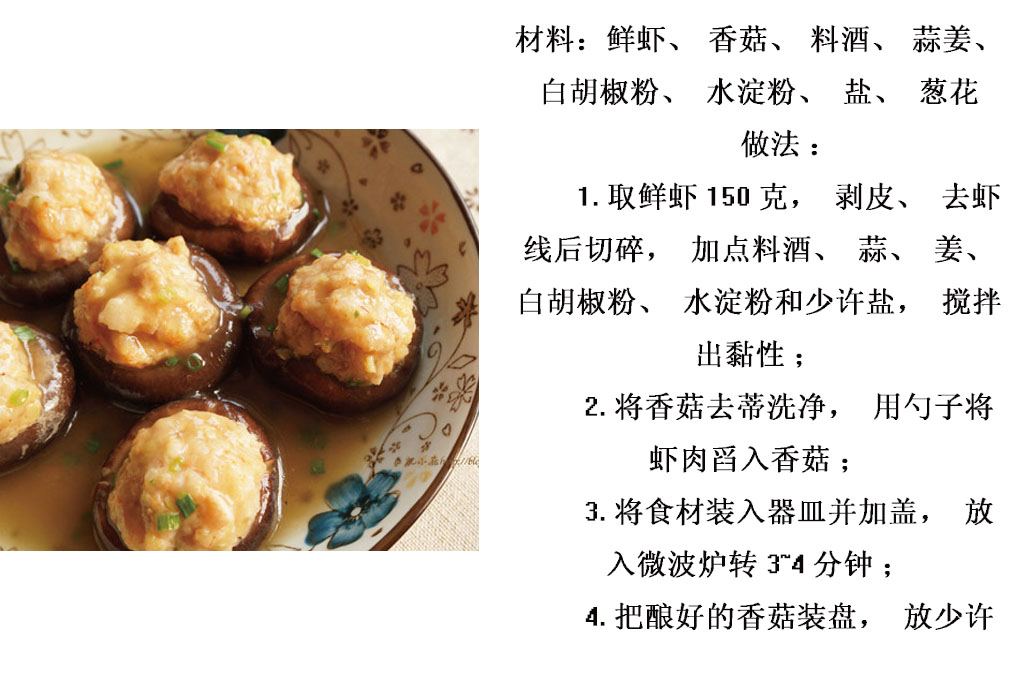 材料：鲜虾、 香菇、 料酒、 蒜姜、
白胡椒粉、 水淀粉、 盐、 葱花
做法：
1. 取鲜虾 150 克， 剥皮、 去虾
线后切碎， 加点料酒、 蒜、 姜、
白胡椒粉、 水淀粉和少许盐， 搅拌
出黏性；
2. 将香菇去蒂洗净， 用勺子将
虾肉舀入香菇；
3. 将食材装入器皿并加盖， 放
入微波炉转 3~4 分钟；
4. 把酿好的香菇装盘， 放少许